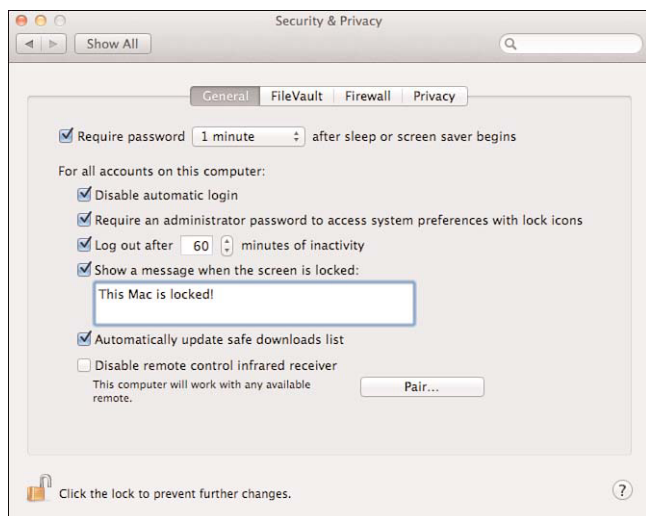 Security & Privacy
Show All
General FileVault Firewall Privacy
Require password 1 minute after sleep or screen saver begins
For all accounts on this computer:
Disable automatic login
Require an administrator password to access system preferences with lock icons
Log out after 60 minutes of inactivity
Show a message when the screen is locked:
This Mac is locked!
Automatically update safe downloads list
Disable remote control infrared receiver
This computer will work with any available Pair...
remote.
Click the lock to prevent further changes. ?